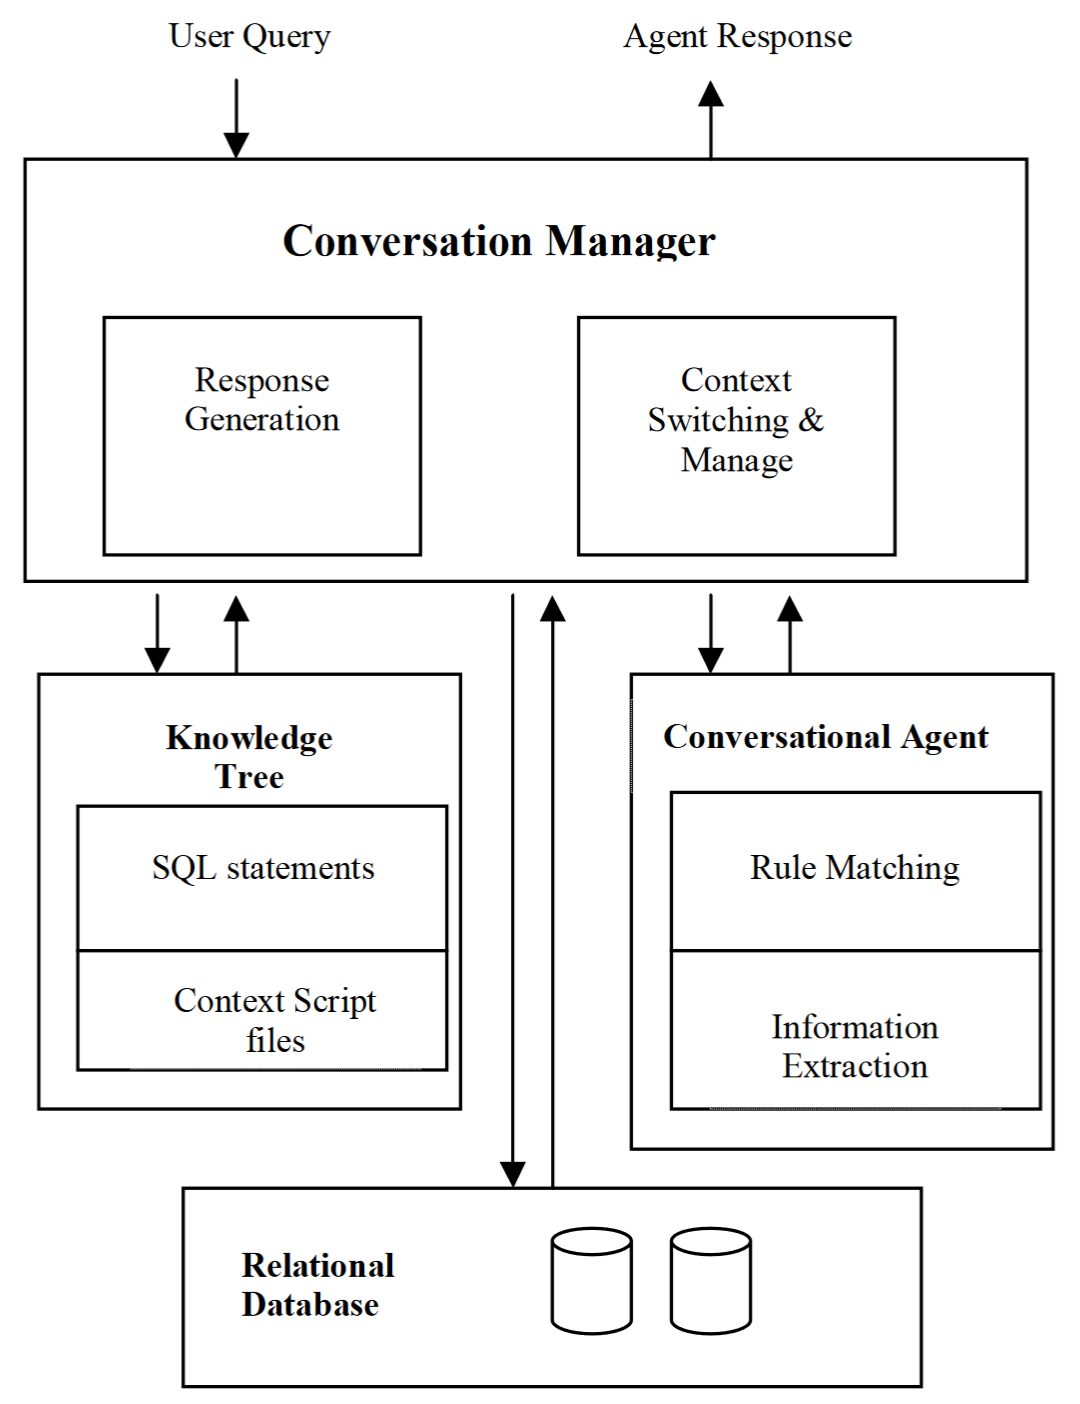 User Query
Agent Response
Conversation Manager
Response
Generation
Context
Switching &
Manage
Knowledge
Tree
SQL statements
Context Script
files
Conversational Agent
Rule Matching
Information
Extraction
Relational
Database